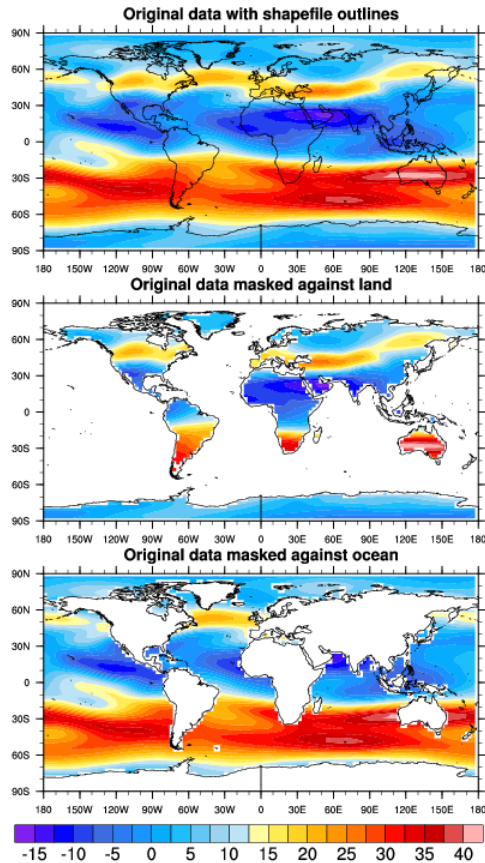 Original data with shapefile outlines
90N
60N
30N
0
30S
60S
90S
180 150W 120W 90W 60W 30W 0 30E 60E 90E 120E 150E 180
Original data masked against land
90N
60N
30N
0
30S
60S
90S
180 150W 120W 90W 60W 30W 0 30E 60E 90E 120E 150E 180
Original data masked against ocean
90N
60N
30N
0
30S
60S
90S
180 150W 120W 90W 60W 30W 0 30E 60E 90E 120E 150E 180
-15 -10 -5 0 5 10 15 20 25 30 35 40